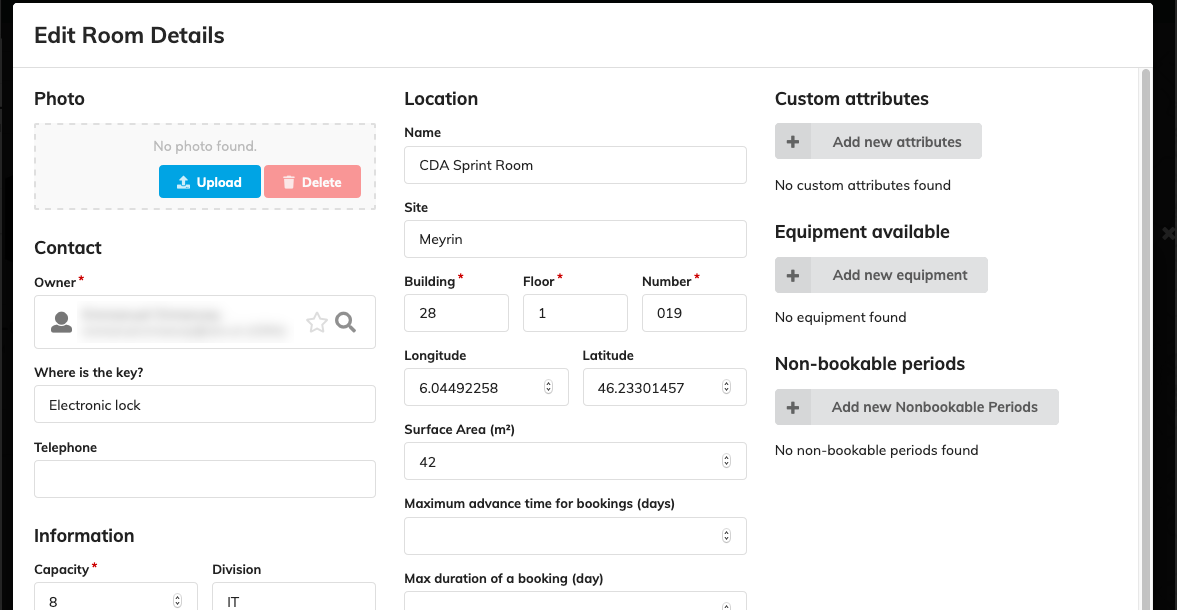 Edit Room Details
Photo
No photo found.
Upload
Delete
Contact
Owner *
Where is the key?
Electronic lock
Telephone
Information
Capacity * Division
8 IT
Location
Name
CDA Sprint Room
Site
Meyrin
Building * Floor * Number *
28 1 019
Longitude Latitude
6.04492258 46.23301457
Surface Area (m²)
42
Maximum advance time for bookings (days)
Max duration of a booking (day)
Custom attributes
Add new attributes
No custom attributes found
Equipment available
Add new equipment
No equipment found
Non-bookable periods
Add new Nonbookable Periods
No non-bookable periods found